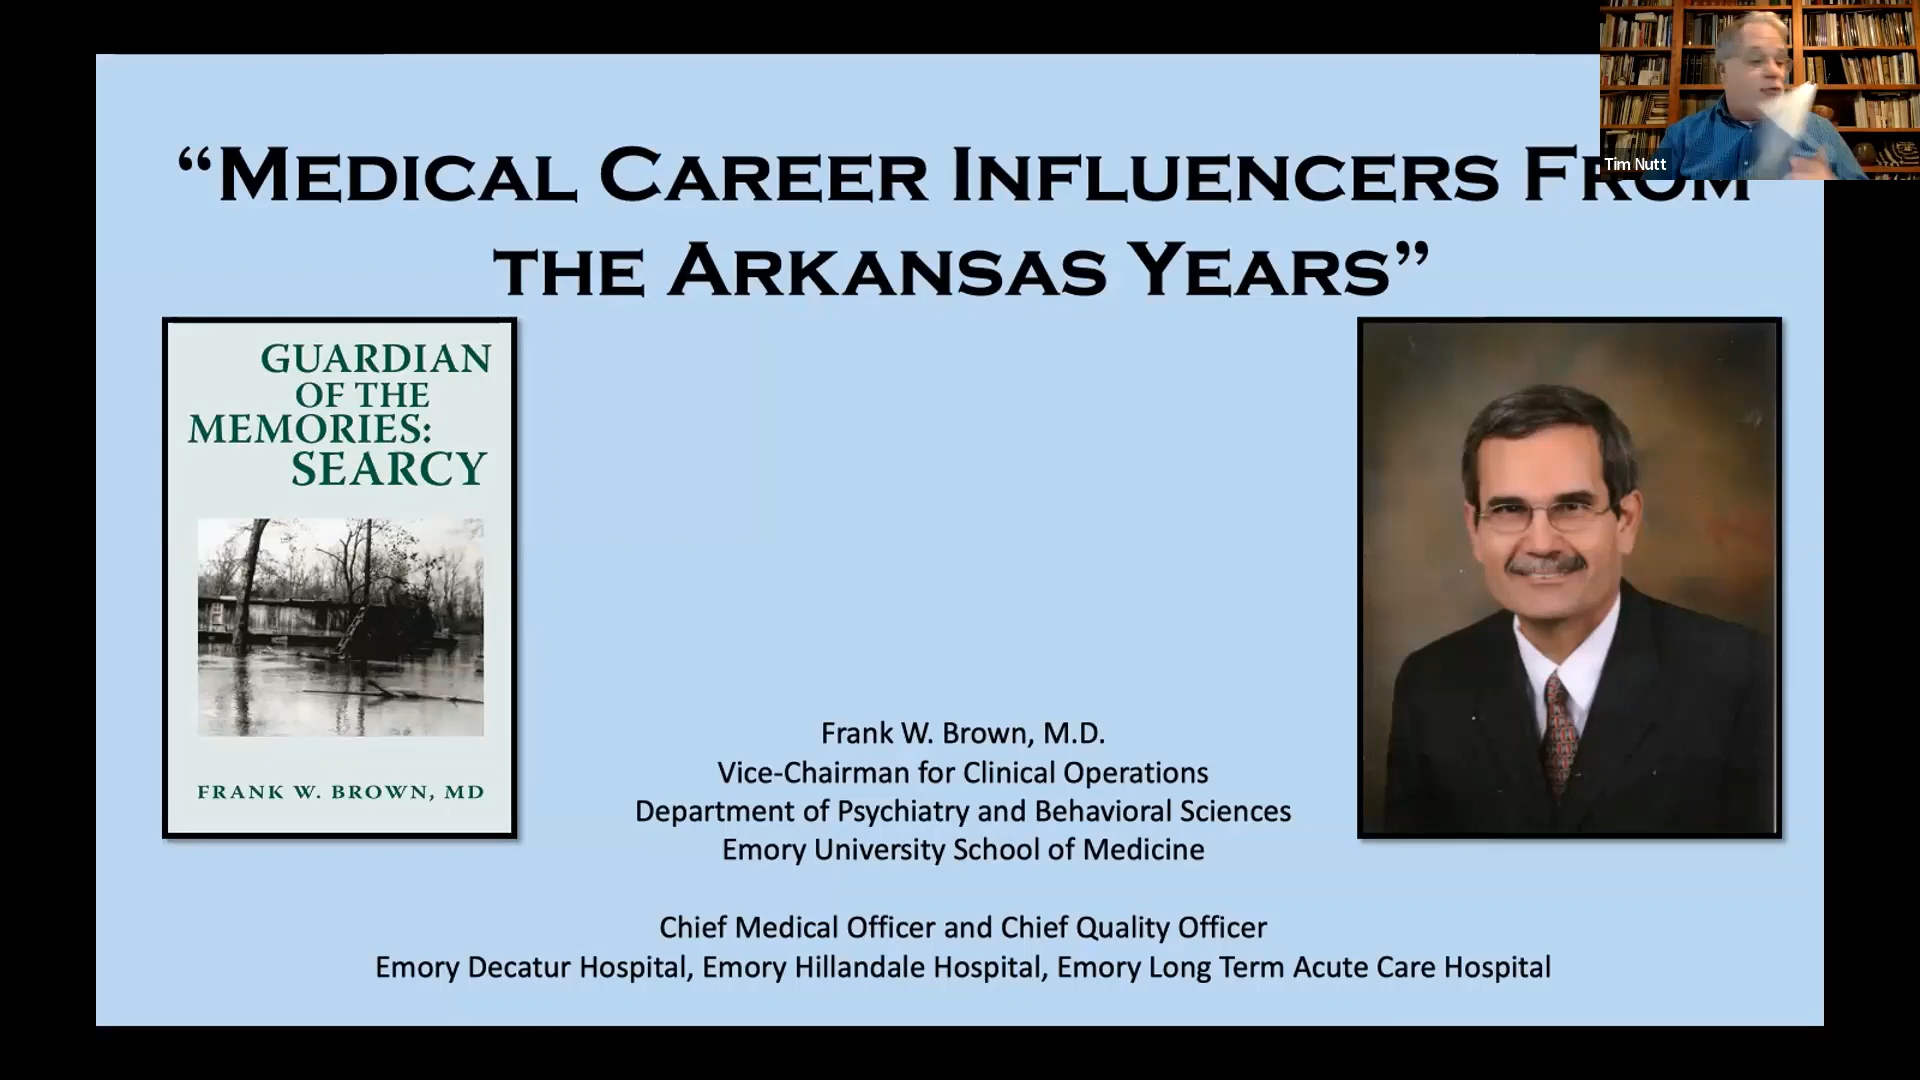 “MEDICAL CAREER INFLUENCERS FROM
THE ARKANSAS YEARS”
Tim Nutt
GUARDIAN
OF THE
MEMORIES:
SEARCY
FRANK W. BROWN, MD
Frank W. Brown, M.D.
Vice-Chairman for Clinical Operations
Department of Psychiatry and Behavioral Sciences
Emory University School of Medicine
Chief Medical Officer and Chief Quality Officer
Emory Decatur Hospital, Emory Hillandale Hospital, Emory Long Term Acute Care Hospital